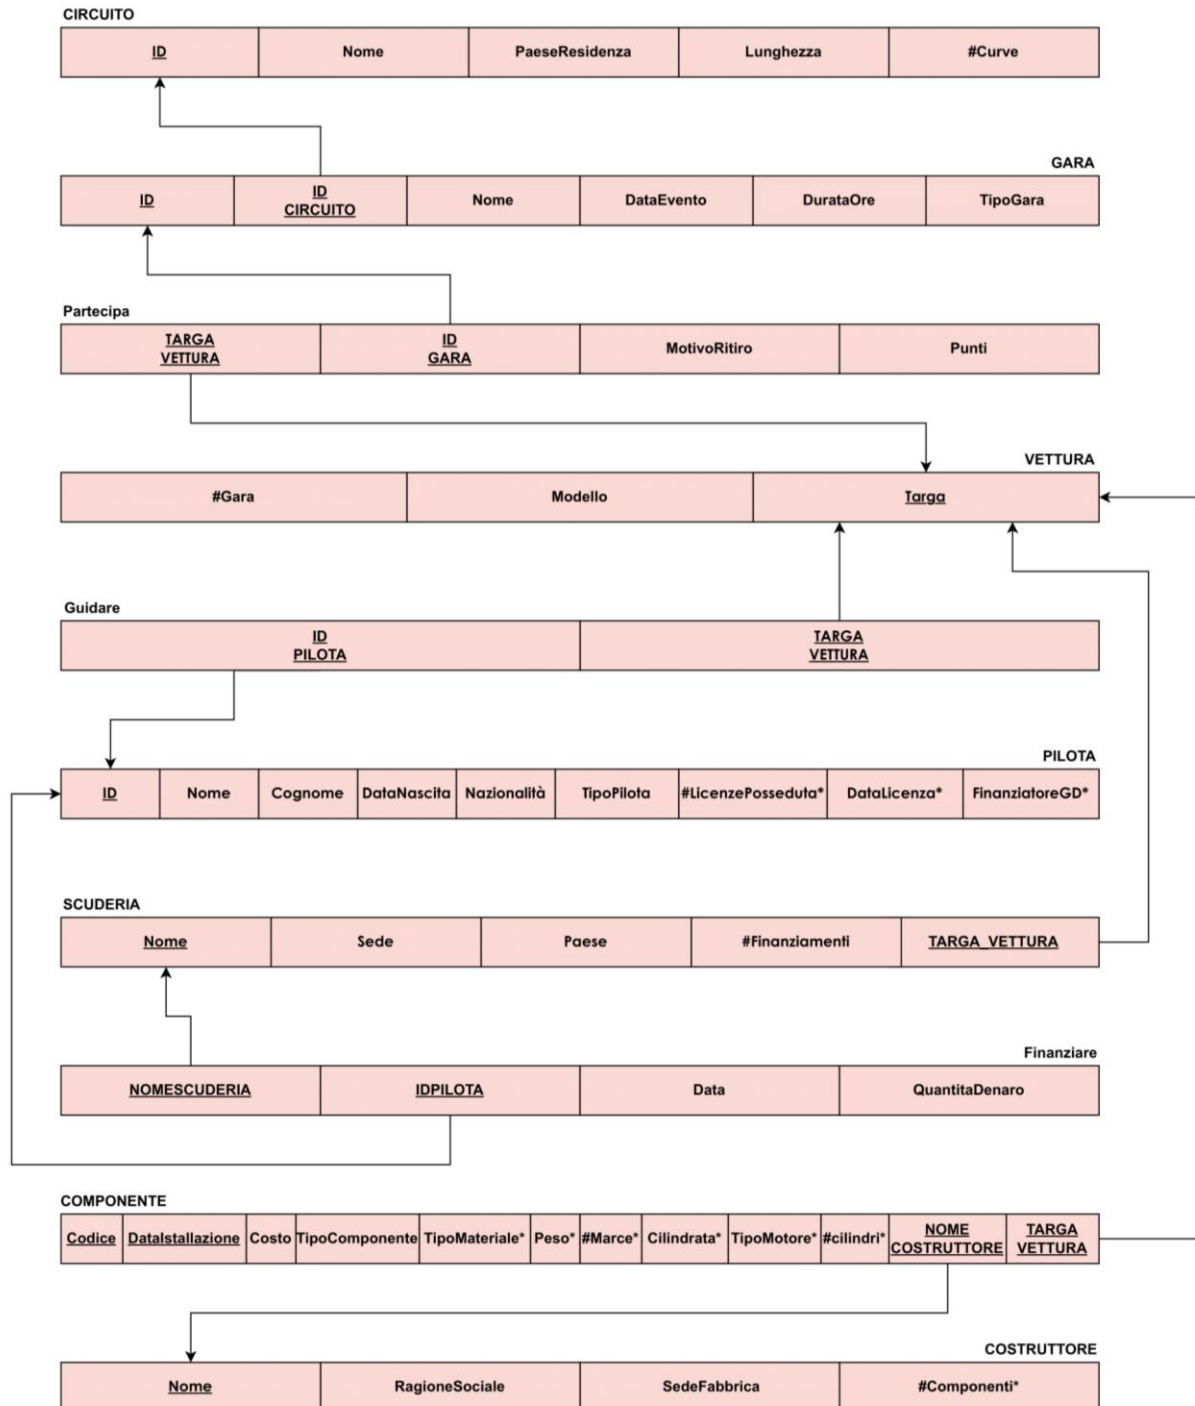 CIRCUITO
ID Nome PaeseResidenza Lunghezza #Curve
GARA
ID ID CIRCUITO Nome DataEvento DurataOre TipoGara
Partecipa
TARGA VETTURA ID GARA MotivoRitiro Punti
VETTURA
#Gara Modello Targa
Guidare
ID PILOTA TARGA VETTURA
PILOTA
ID Nome Cognome DataNascita Nazionalità TipoPilota #LicenzePosseduta* DataLicenza* FinanziatoreGD*
SCUDERIA
Nome Sede Paese #Finanziamenti TARGA_VETTURA
Finanziare
NOMESCUDERIA IDPILOTA Data QuantitaDenaro
COMPONENTE
Codice DataIstallazione Costo TipoComponente TipoMateriale* Peso* #Marce* Cilindrata* TipoMotore* #cilindri* NOME COSTRUTTORE TARGA VETTURA
COSTRUTTORE
Nome RagioneSociale SedeFabbrica #Componenti*